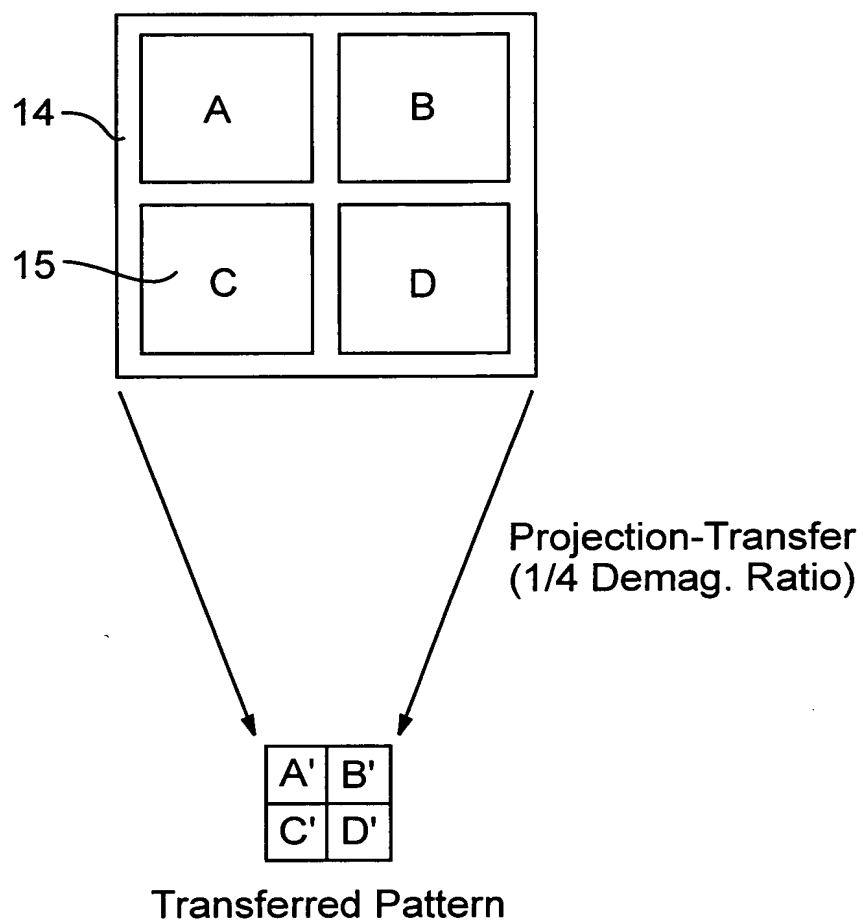 14
A
B
15
C
D
Projection-Transfer
(1/4 Demag. Ratio)
A' B'
C' D'
Transferred Pattern